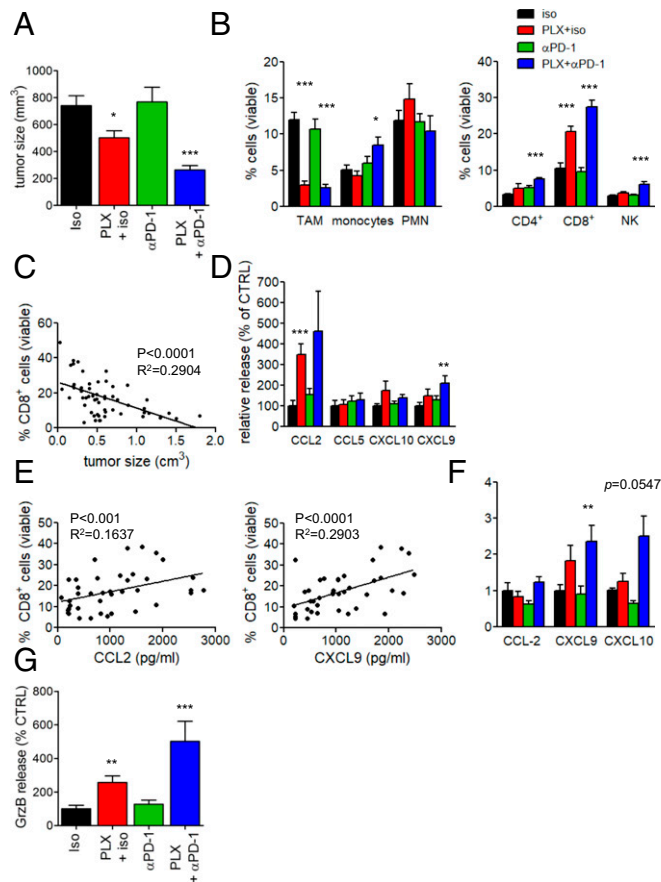 A
tumor size (mm3)
1000
800
600
400
200
0
*
***
Iso
PLX + iso
αPD-1
PLX + αPD-1
B
iso
PLX+iso
αPD-1
PLX+αPD-1
% cells (viable)
20
15
10
5
0
***
***
*
TAM
monocytes
PMN
% cells (viable)
40
30
20
10
0
***
***
***
***
CD4+
CD8+
NK
C
% CD8+ cells (viable)
60
40
20
0
P<0.0001
R2=0.2904
0.0
0.5
1.0
1.5
2.0
tumor size (cm3)
D
relative release (% of CTRL)
700
600
500
400
300
200
100
0
***
**
CCL2
CCL5
CXCL10
CXCL9
E
% CD8+ cells (viable)
50
40
30
20
10
0
P<0.001
R2=0.1637
0
1000
2000
3000
CCL2 (pg/ml)
% CD8+ cells (viable)
50
40
30
20
10
0
P<0.0001
R2=0.2903
0
1000
2000
3000
CXCL9 (pg/ml)
F
4
3
2
1
0
**
p=0.0547
CCL-2
CXCL9
CXCL10
G
GrzB release (% CTRL)
800
600
400
200
0
**
***
Iso
PLX + iso
αPD-1
PLX + αPD-1